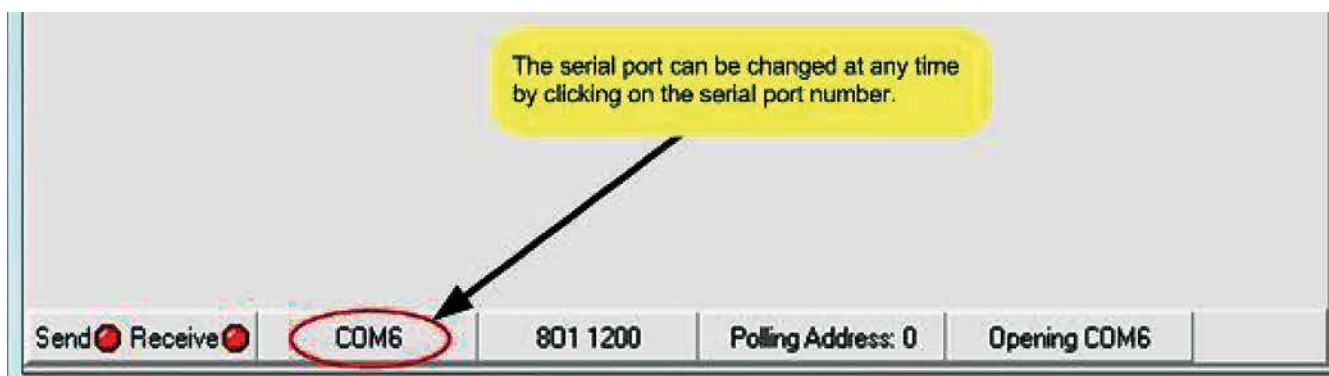 The serial port can be changed at any time
by clicking on the serial port number.
Send Receive COM6 8O1 1200 Polling Address: 0 Opening COM6